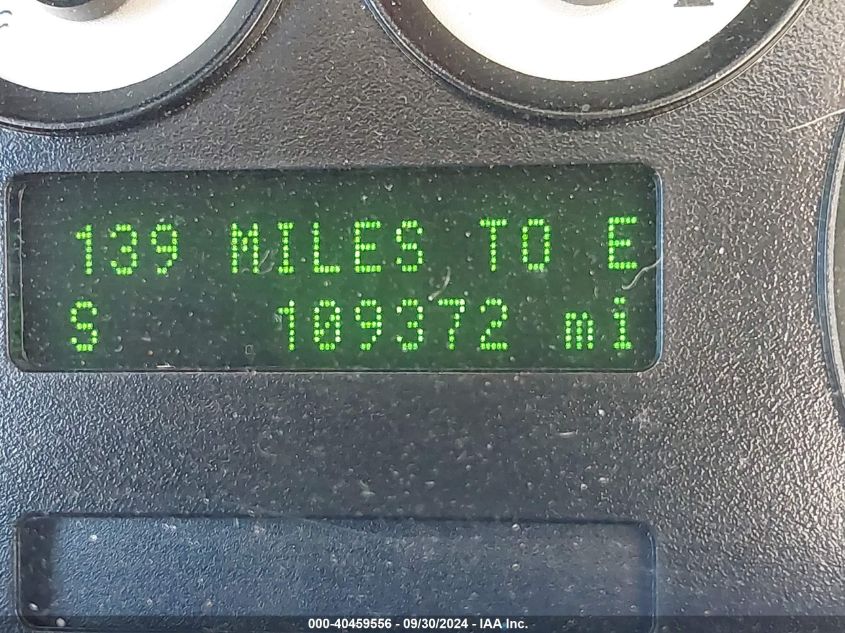 139 MILES TO E
S 109372 mi
000-40459556 - 09/30/2024 - IAA Inc.